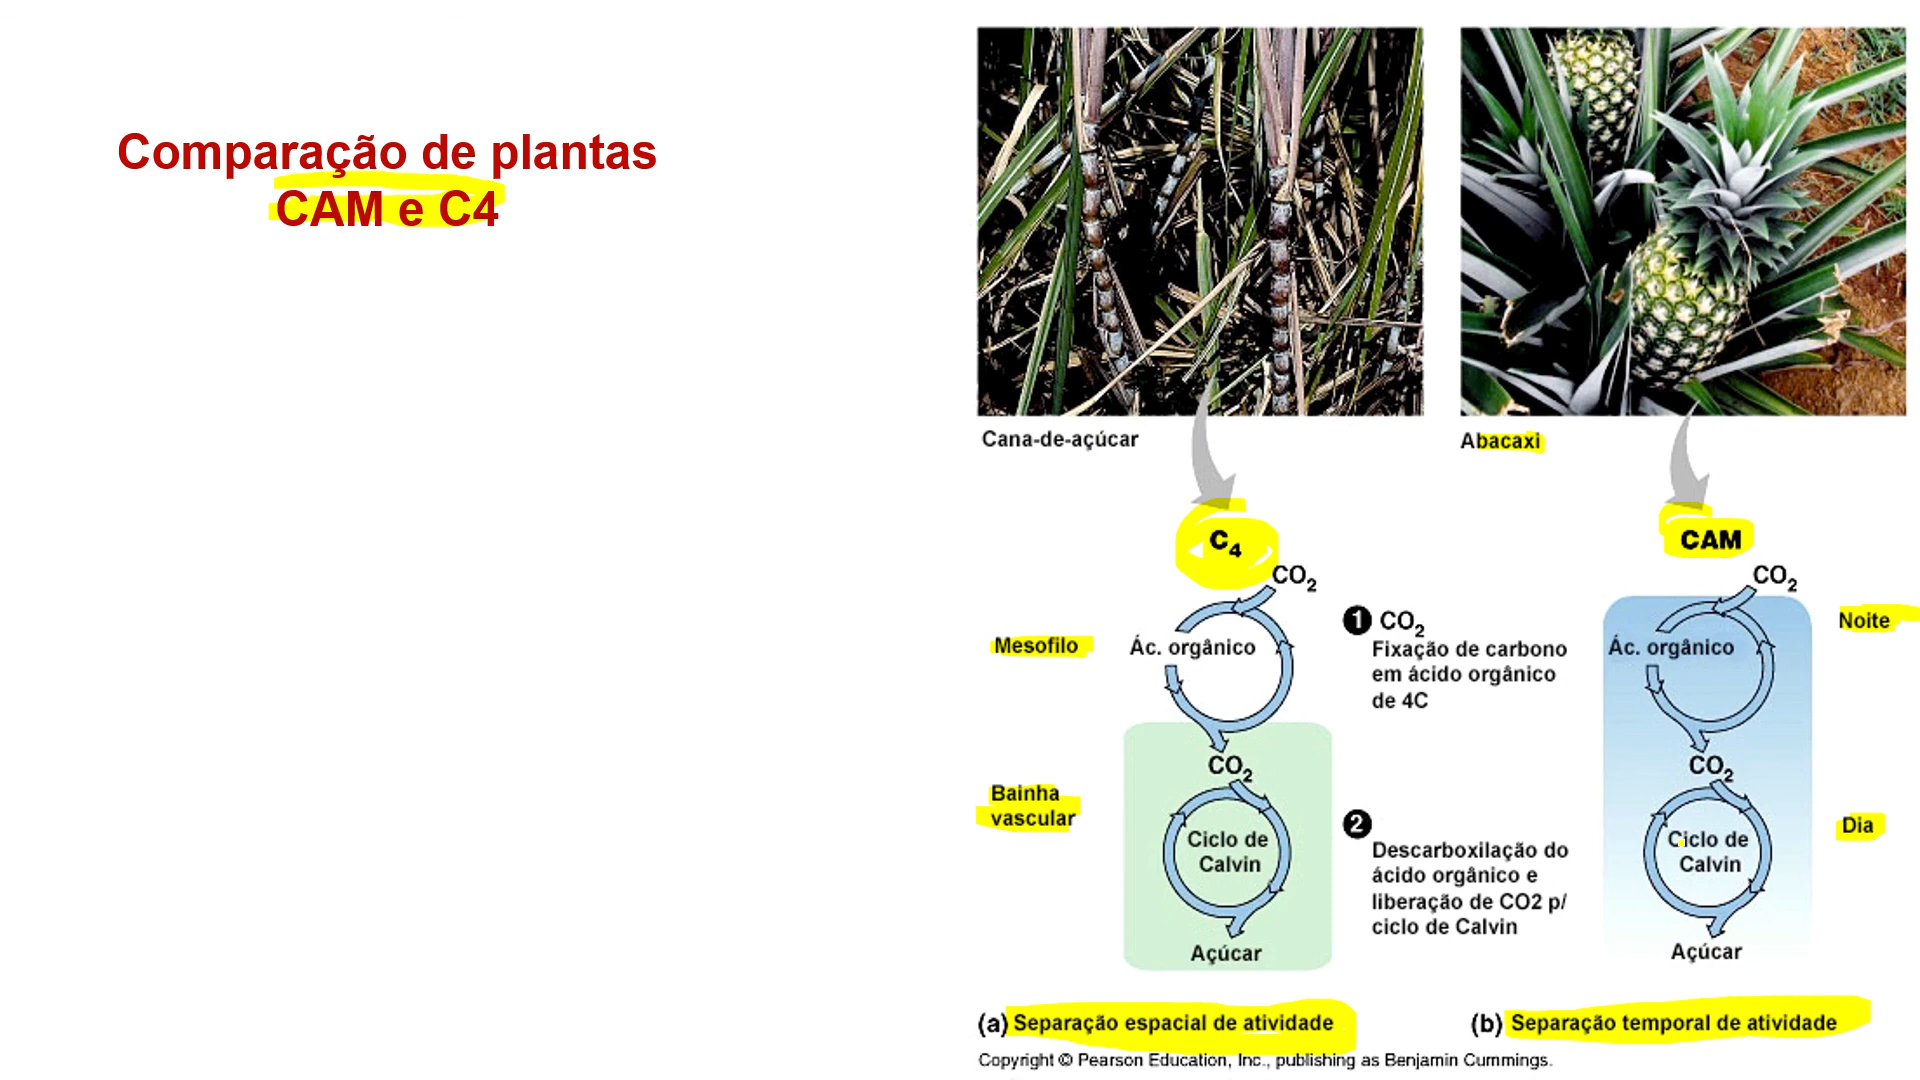 Comparação de plantas
CAM e C4
Cana-de-açúcar
Abacaxi
C4
CO2
Mesofilo
Ác. orgânico
CO2
Bainha
vascular
Ciclo de
Calvin
Açúcar
1 CO2
Fixação de carbono
em ácido orgânico
de 4C
2
Descarboxilação do
ácido orgânico e
liberação de CO2 p/
ciclo de Calvin
CAM
CO2
Noite
Ác. orgânico
CO2
Dia
Ciclo de
Calvin
Açúcar
(a) Separação espacial de atividade
(b) Separação temporal de atividade
Copyright © Pearson Education, Inc., publishing as Benjamin Cummings.